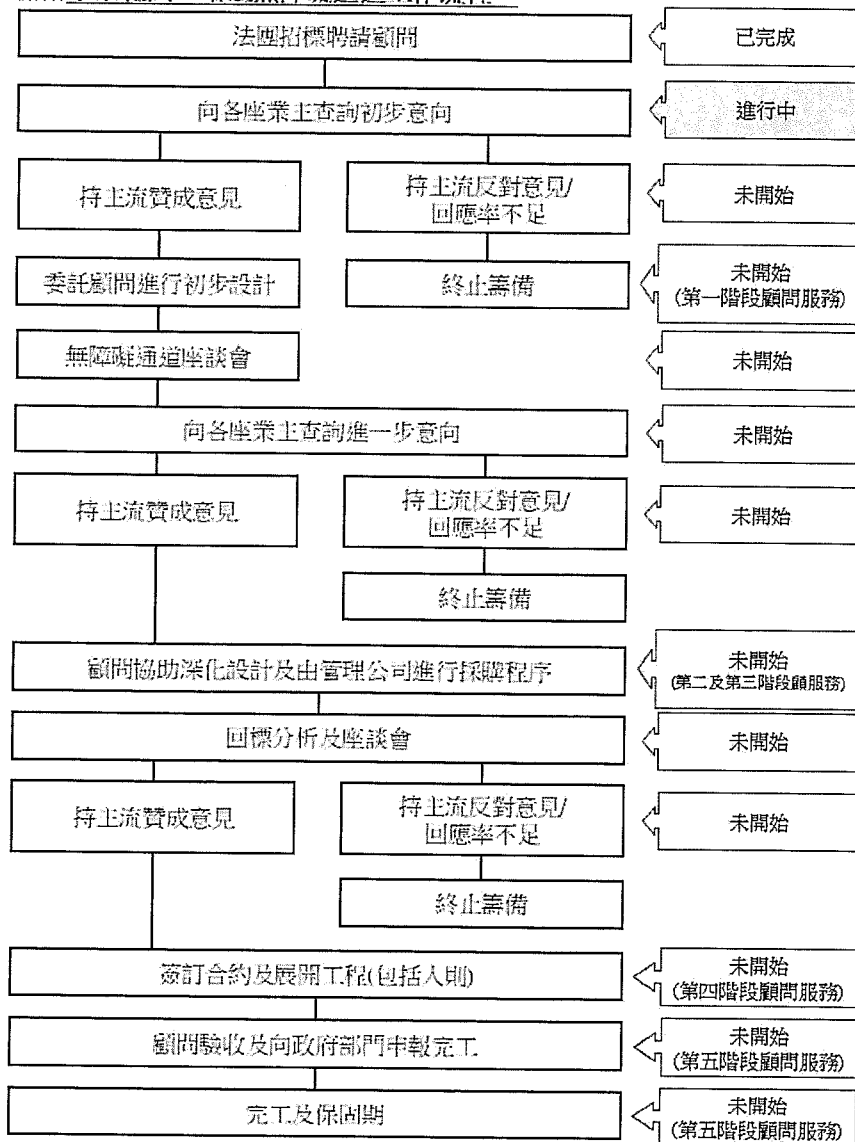 法團招標聘請顧問
已完成
向各座業主查詢初步意向
進行中
持主流贊成意見
持主流反對意見/
回應率不足
未開始
委託顧問進行初步設計
終止籌備
未開始
(第一階段顧問服務)
無障礙通道座談會
未開始
向各座業主查詢進一步意向
未開始
持主流贊成意見
持主流反對意見/
回應率不足
未開始
終止籌備
顧問協助深化設計及由管理公司進行採購程序
未開始
(第二及第三階段顧服務)
回標分析及座談會
未開始
持主流贊成意見
持主流反對意見/
回應率不足
未開始
終止籌備
簽訂合約及展開工程(包括入則)
未開始
(第四階段顧問服務)
顧問驗收及向政府部門申報完工
未開始
(第五階段顧問服務)
完工及保固期
未開始
(第五階段顧問服務)